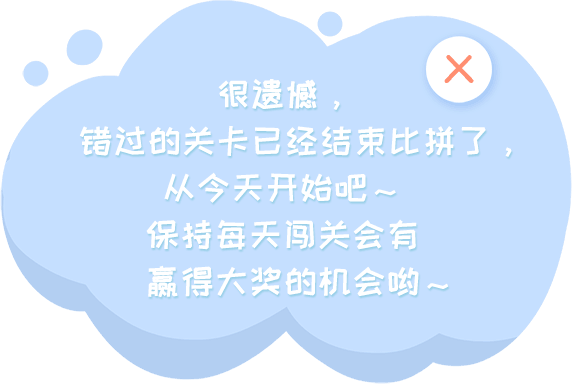 很遗憾，
错过的关卡已经结束比拼了，
从今天开始吧～
保持每天闯关会有
赢得大奖的机会哟～